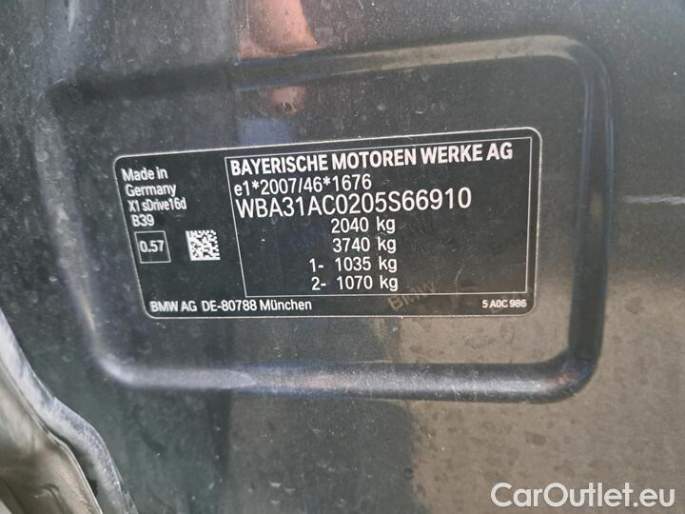 BAYERISCHE MOTOREN WERKE AG
e1*2007/46*1676
WBA31AC0205S66910
2040 kg
3740 kg
1- 1035 kg
2- 1070 kg
Made in
Germany
X1 sDrive16d
B39
0.57
BMW AG DE-80788 München
5 A0C 986
CarOutlet.eu